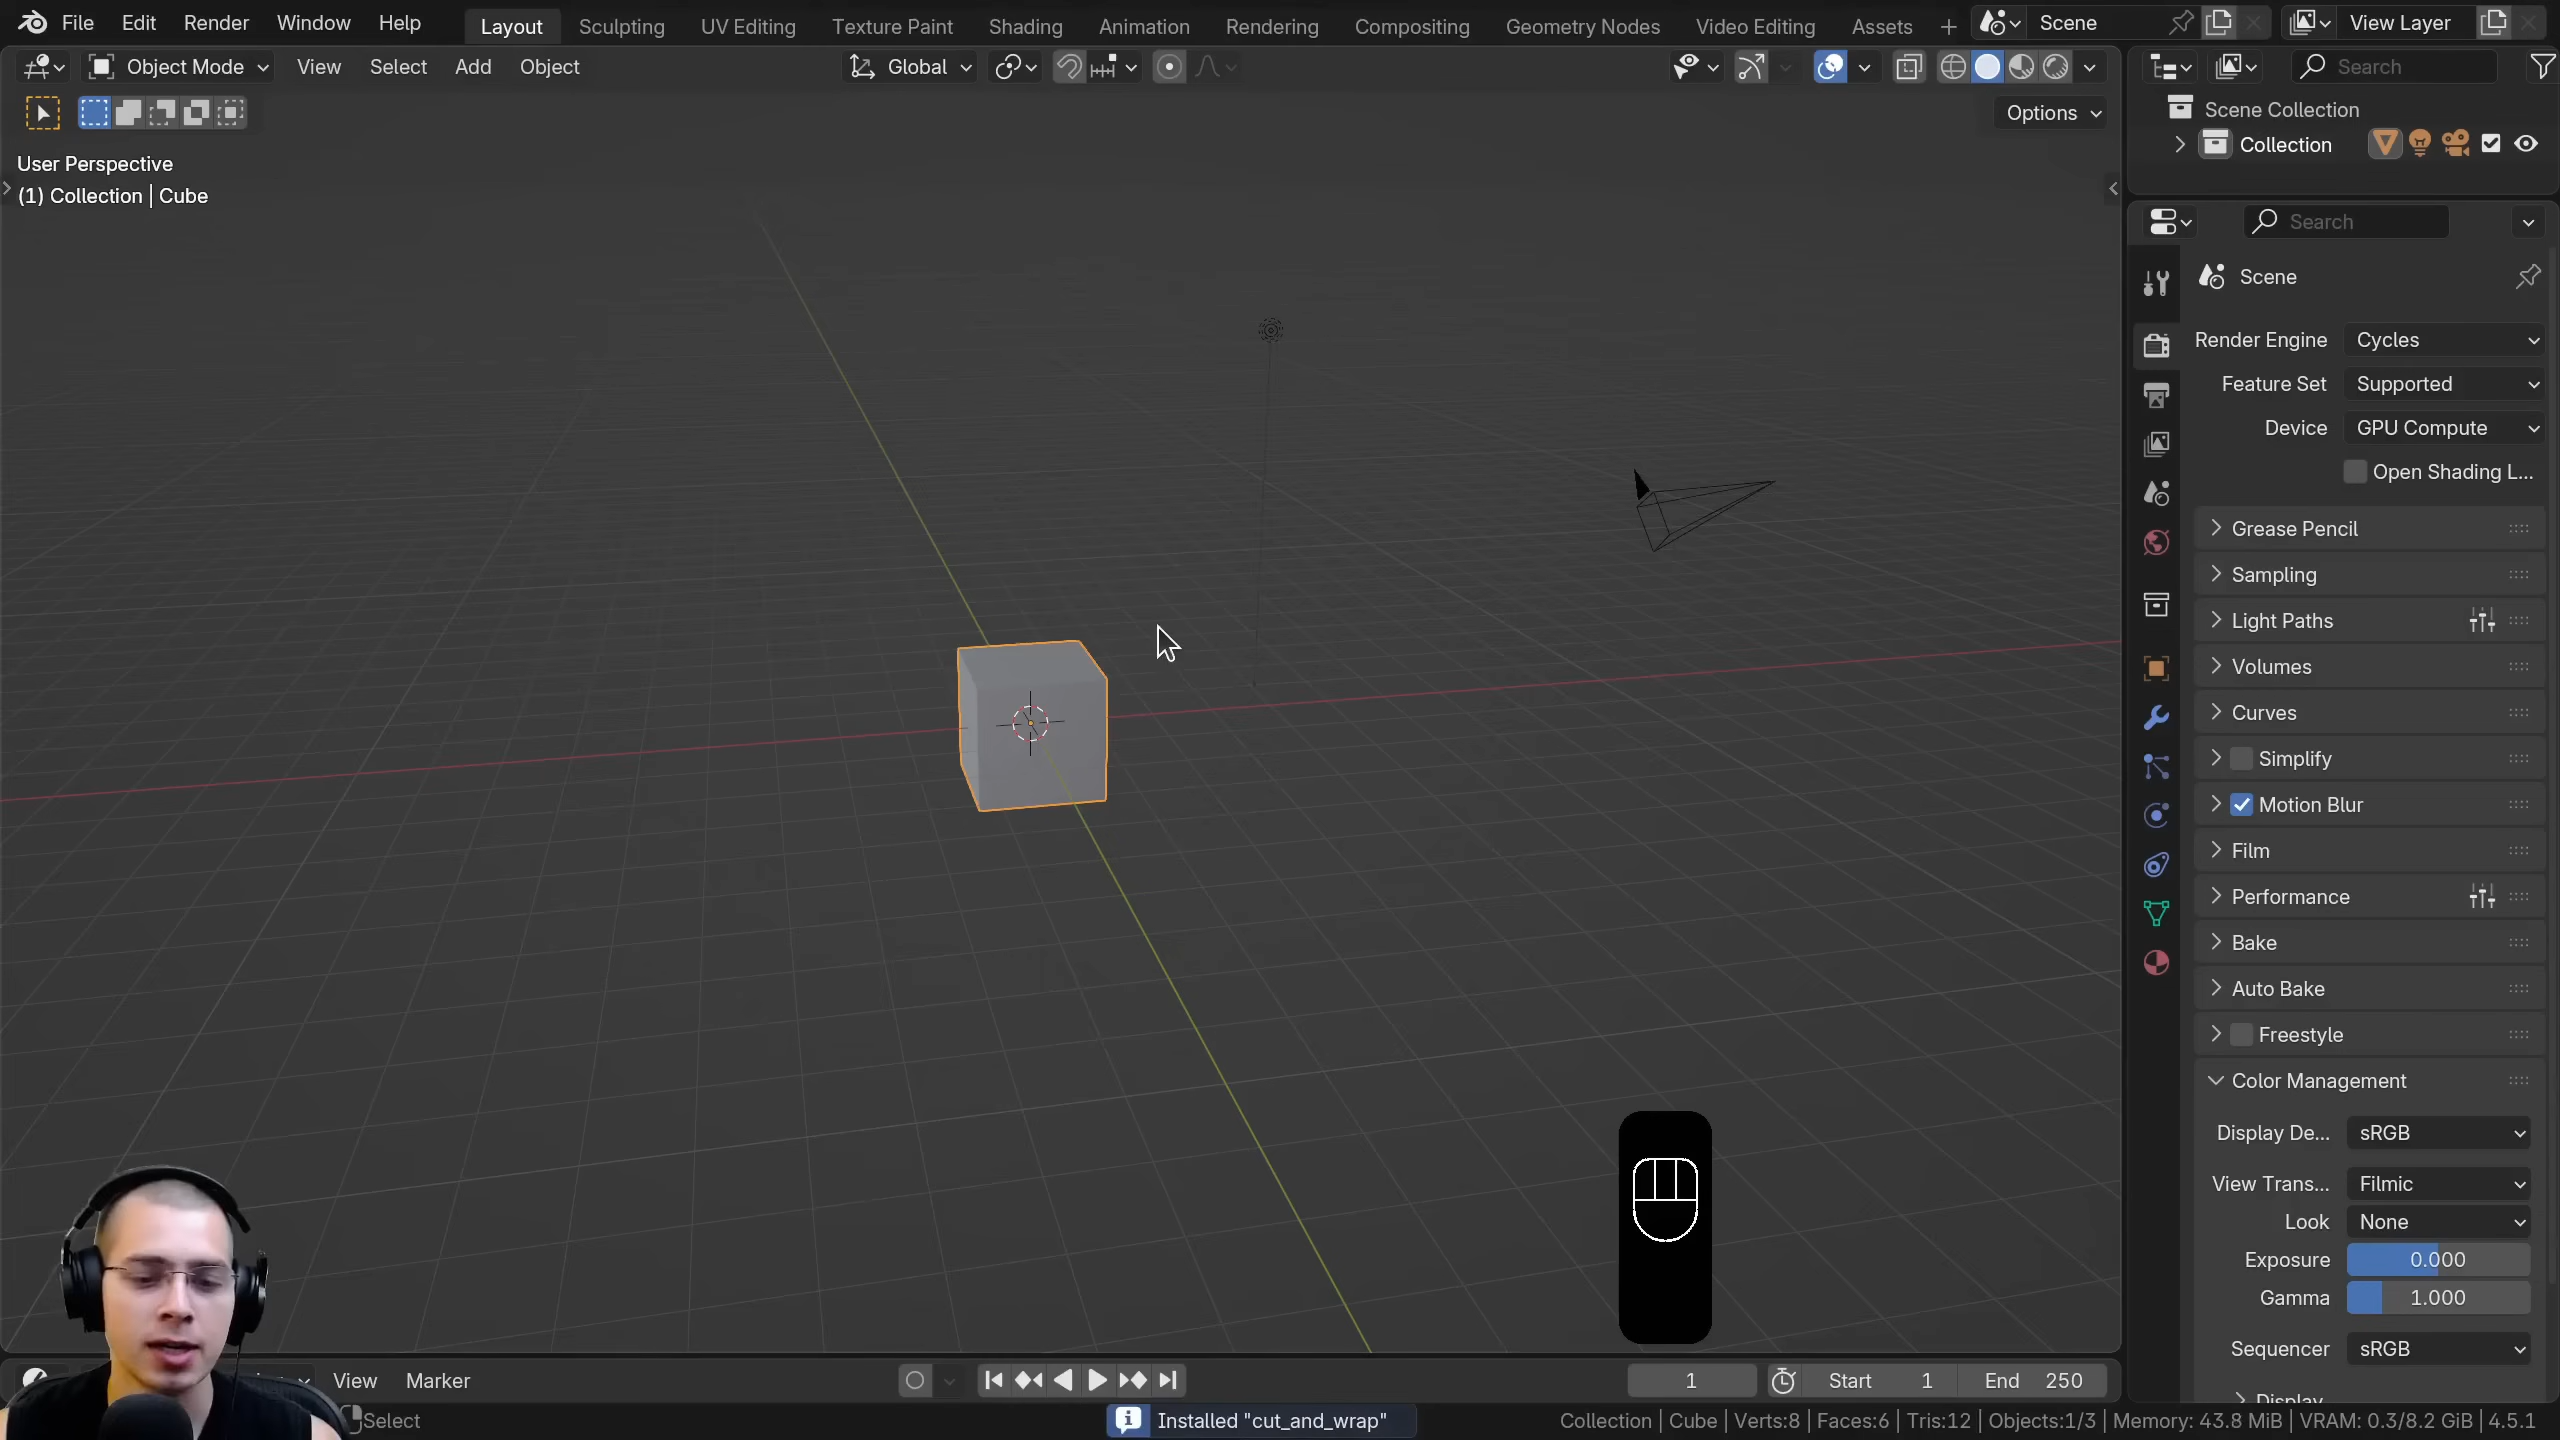 File Edit Render Window Help Layout Sculpting UV Editing Texture Paint Shading Animation Rendering Compositing Geometry Nodes Video Editing Assets Scene View Layer
Object Mode View Select Add Object Global Search
Options
User Perspective
(1) Collection | Cube
Scene Collection
Collection
Search
Scene
Render Engine Cycles
Feature Set Supported
Device GPU Compute
Open Shading L...
Grease Pencil
Sampling
Light Paths
Volumes
Curves
Simplify
Motion Blur
Film
Performance
Bake
Auto Bake
Freestyle
Color Management
Display De... sRGB
View Trans... Filmic
Look None
Exposure 0.000
Gamma 1.000
Sequencer sRGB
Display
View Marker 1 Start 1 End 250
Select Installed "cut_and_wrap" Collection | Cube | Verts:8 | Faces:6 | Tris:12 | Objects:1/3 | Memory: 43.8 MiB | VRAM: 0.3/8.2 GiB | 4.5.1